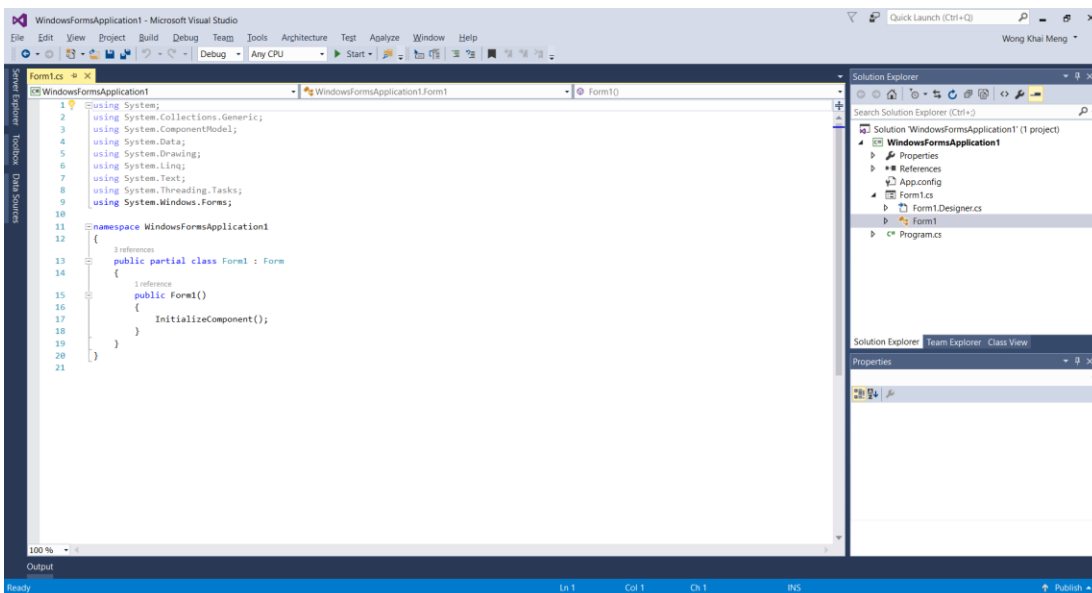 WindowsFormsApplication1 - Microsoft Visual Studio
Quick Launch (Ctrl+Q)
File Edit View Project Build Debug Team Tools Architecture Test Analyze Window Help
Wong Khai Meng
Debug Any CPU Start
Server Explorer
Toolbox
Data Sources
Form1.cs
WindowsFormsApplication1
WindowsFormsApplication1.Form1
Form1()
1 using System;
2 using System.Collections.Generic;
3 using System.ComponentModel;
4 using System.Data;
5 using System.Drawing;
6 using System.Linq;
7 using System.Text;
8 using System.Threading.Tasks;
9 using System.Windows.Forms;
10
11 namespace WindowsFormsApplication1
12 {
3 references
13 public partial class Form1 : Form
14 {
1 reference
15 public Form1()
16 {
17 InitializeComponent();
18 }
19 }
20 }
21
100 %
Output
Solution Explorer
Search Solution Explorer (Ctrl+;)
Solution 'WindowsFormsApplication1' (1 project)
C# WindowsFormsApplication1
Properties
References
App.config
Form1.cs
Form1.Designer.cs
Form1
C# Program.cs
Solution Explorer Team Explorer Class View
Properties
Ready Ln 1 Col 1 Ch 1 INS Publish